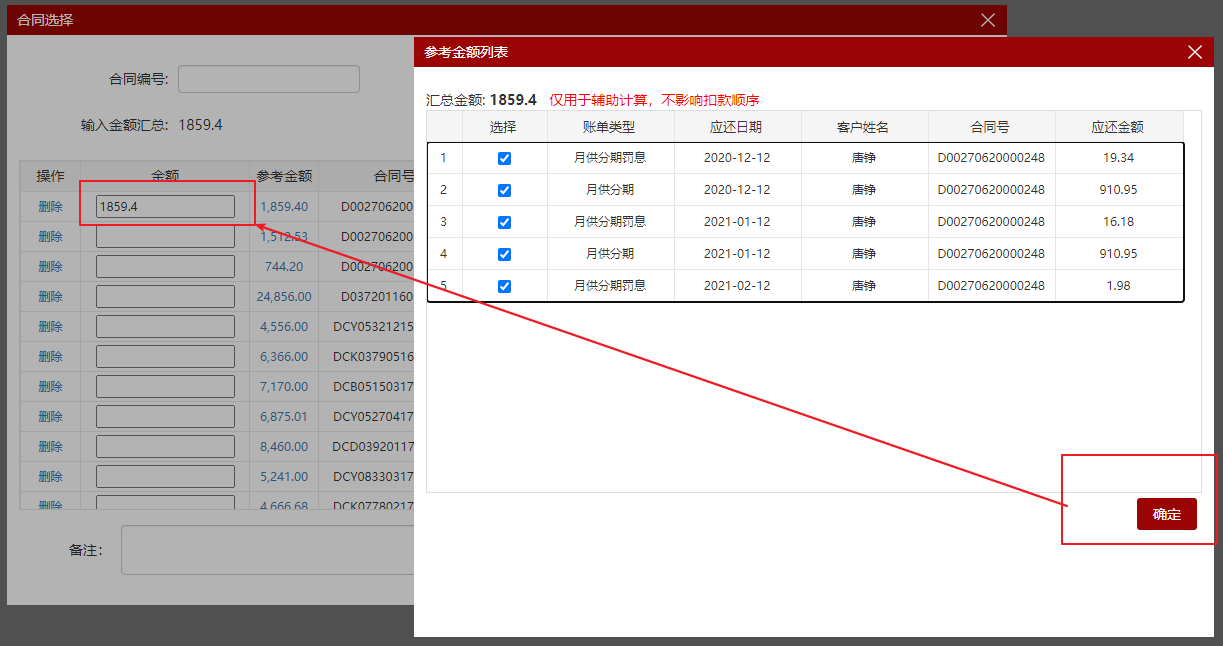 合同选择
合同编号:
输入金额汇总: 1859.4
操作 金额 参考金额 合同号
删除 1859.4 1,859.40 D002706200
删除 1,512.53 D002706200
删除 744.20 D002706200
删除 24,856.00 D037201160
删除 4,556.00 DCY05321215
删除 6,366.00 DCK03790516
删除 7,170.00 DCB05150317
删除 6,875.01 DCY05270417
删除 8,460.00 DCD03920117
删除 5,241.00 DCY08330317
删除 4,666.68 DCK07780217
备注:
参考金额列表
汇总金额: 1859.4 仅用于辅助计算，不影响扣款顺序
选择 账单类型 应还日期 客户姓名 合同号 应还金额
1 月供分期罚息 2020-12-12 唐铮 D00270620000248 19.34
2 月供分期 2020-12-12 唐铮 D00270620000248 910.95
3 月供分期罚息 2021-01-12 唐铮 D00270620000248 16.18
4 月供分期 2021-01-12 唐铮 D00270620000248 910.95
5 月供分期罚息 2021-02-12 唐铮 D00270620000248 1.98
确定